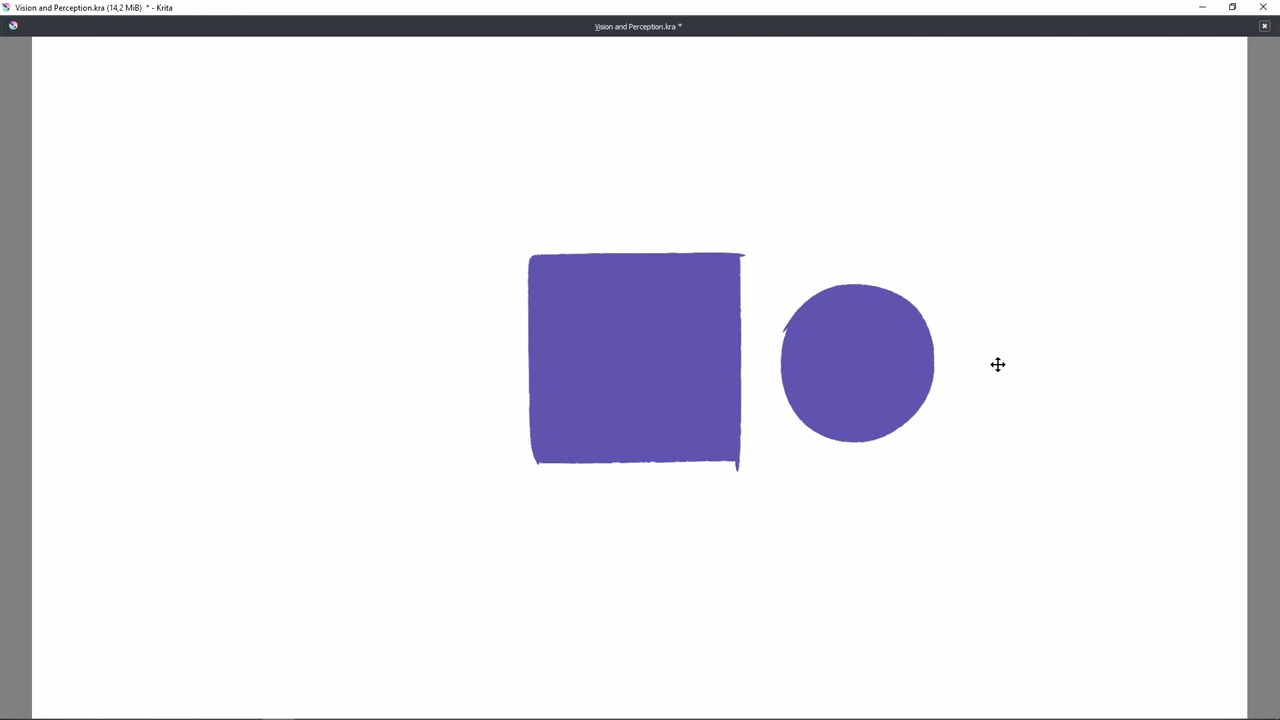 Vision and Perception.kra (14,2 MiB) * - Krita
Vision and Perception.kra *